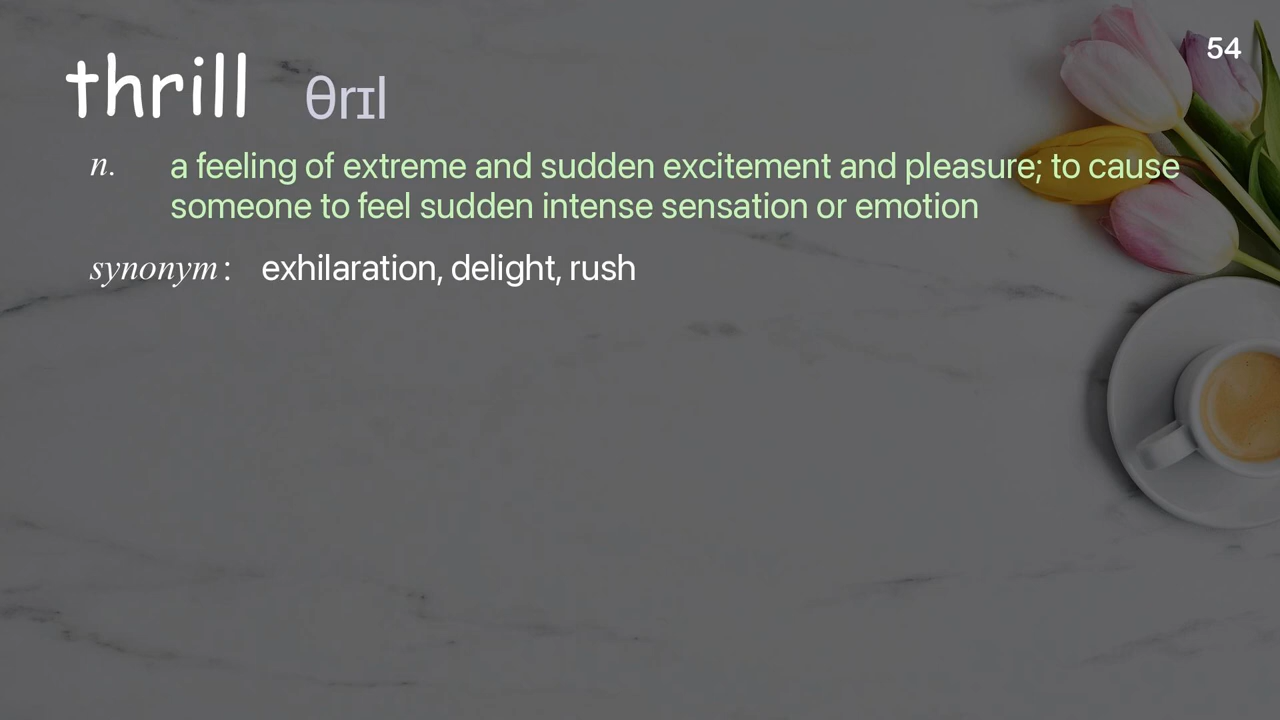 54
thrill θrɪl
n. a feeling of extreme and sudden excitement and pleasure; to cause
someone to feel sudden intense sensation or emotion
synonym : exhilaration, delight, rush